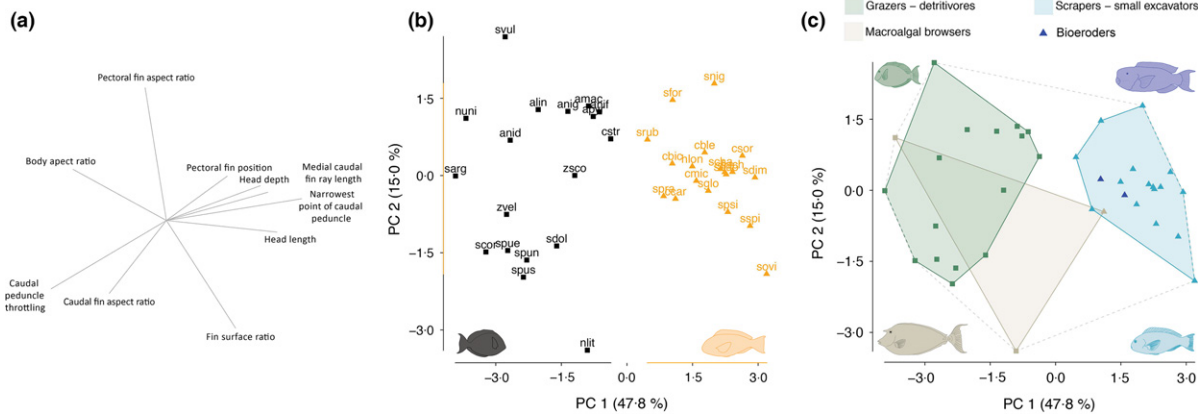 (a)
Pectoral fin aspect ratio
Body apect ratio
Pectoral fin position
Head depth
Medial caudal
fin ray length
Narrowest
point of caudal
peduncle
Head length
Caudal
peduncle
throttling
Caudal fin aspect ratio
Fin surface ratio
(b)
PC 2 (15·0 %)
1·5
0·0
−1·5
−3·0
svul
nuni
alin
anig
amac
anid
cstr
sarg
zsco
zvel
scor
spue
spun
sdol
spus
nlit
snig
sfor
srub
cble
csor
cbic
hlon
cmic
sdim
sglo
spsi
sspi
sovi
−3·0
−1·5
0·0
1·5
3·0
PC 1 (47·8 %)
(c)
Grazers – detritivores
Scrapers – small excavators
Macroalgal browsers
Bioeroders
PC 2 (15·0 %)
1·5
0·0
−1·5
−3·0
−3·0
−1·5
0·0
1·5
3·0
PC 1 (47·8 %)